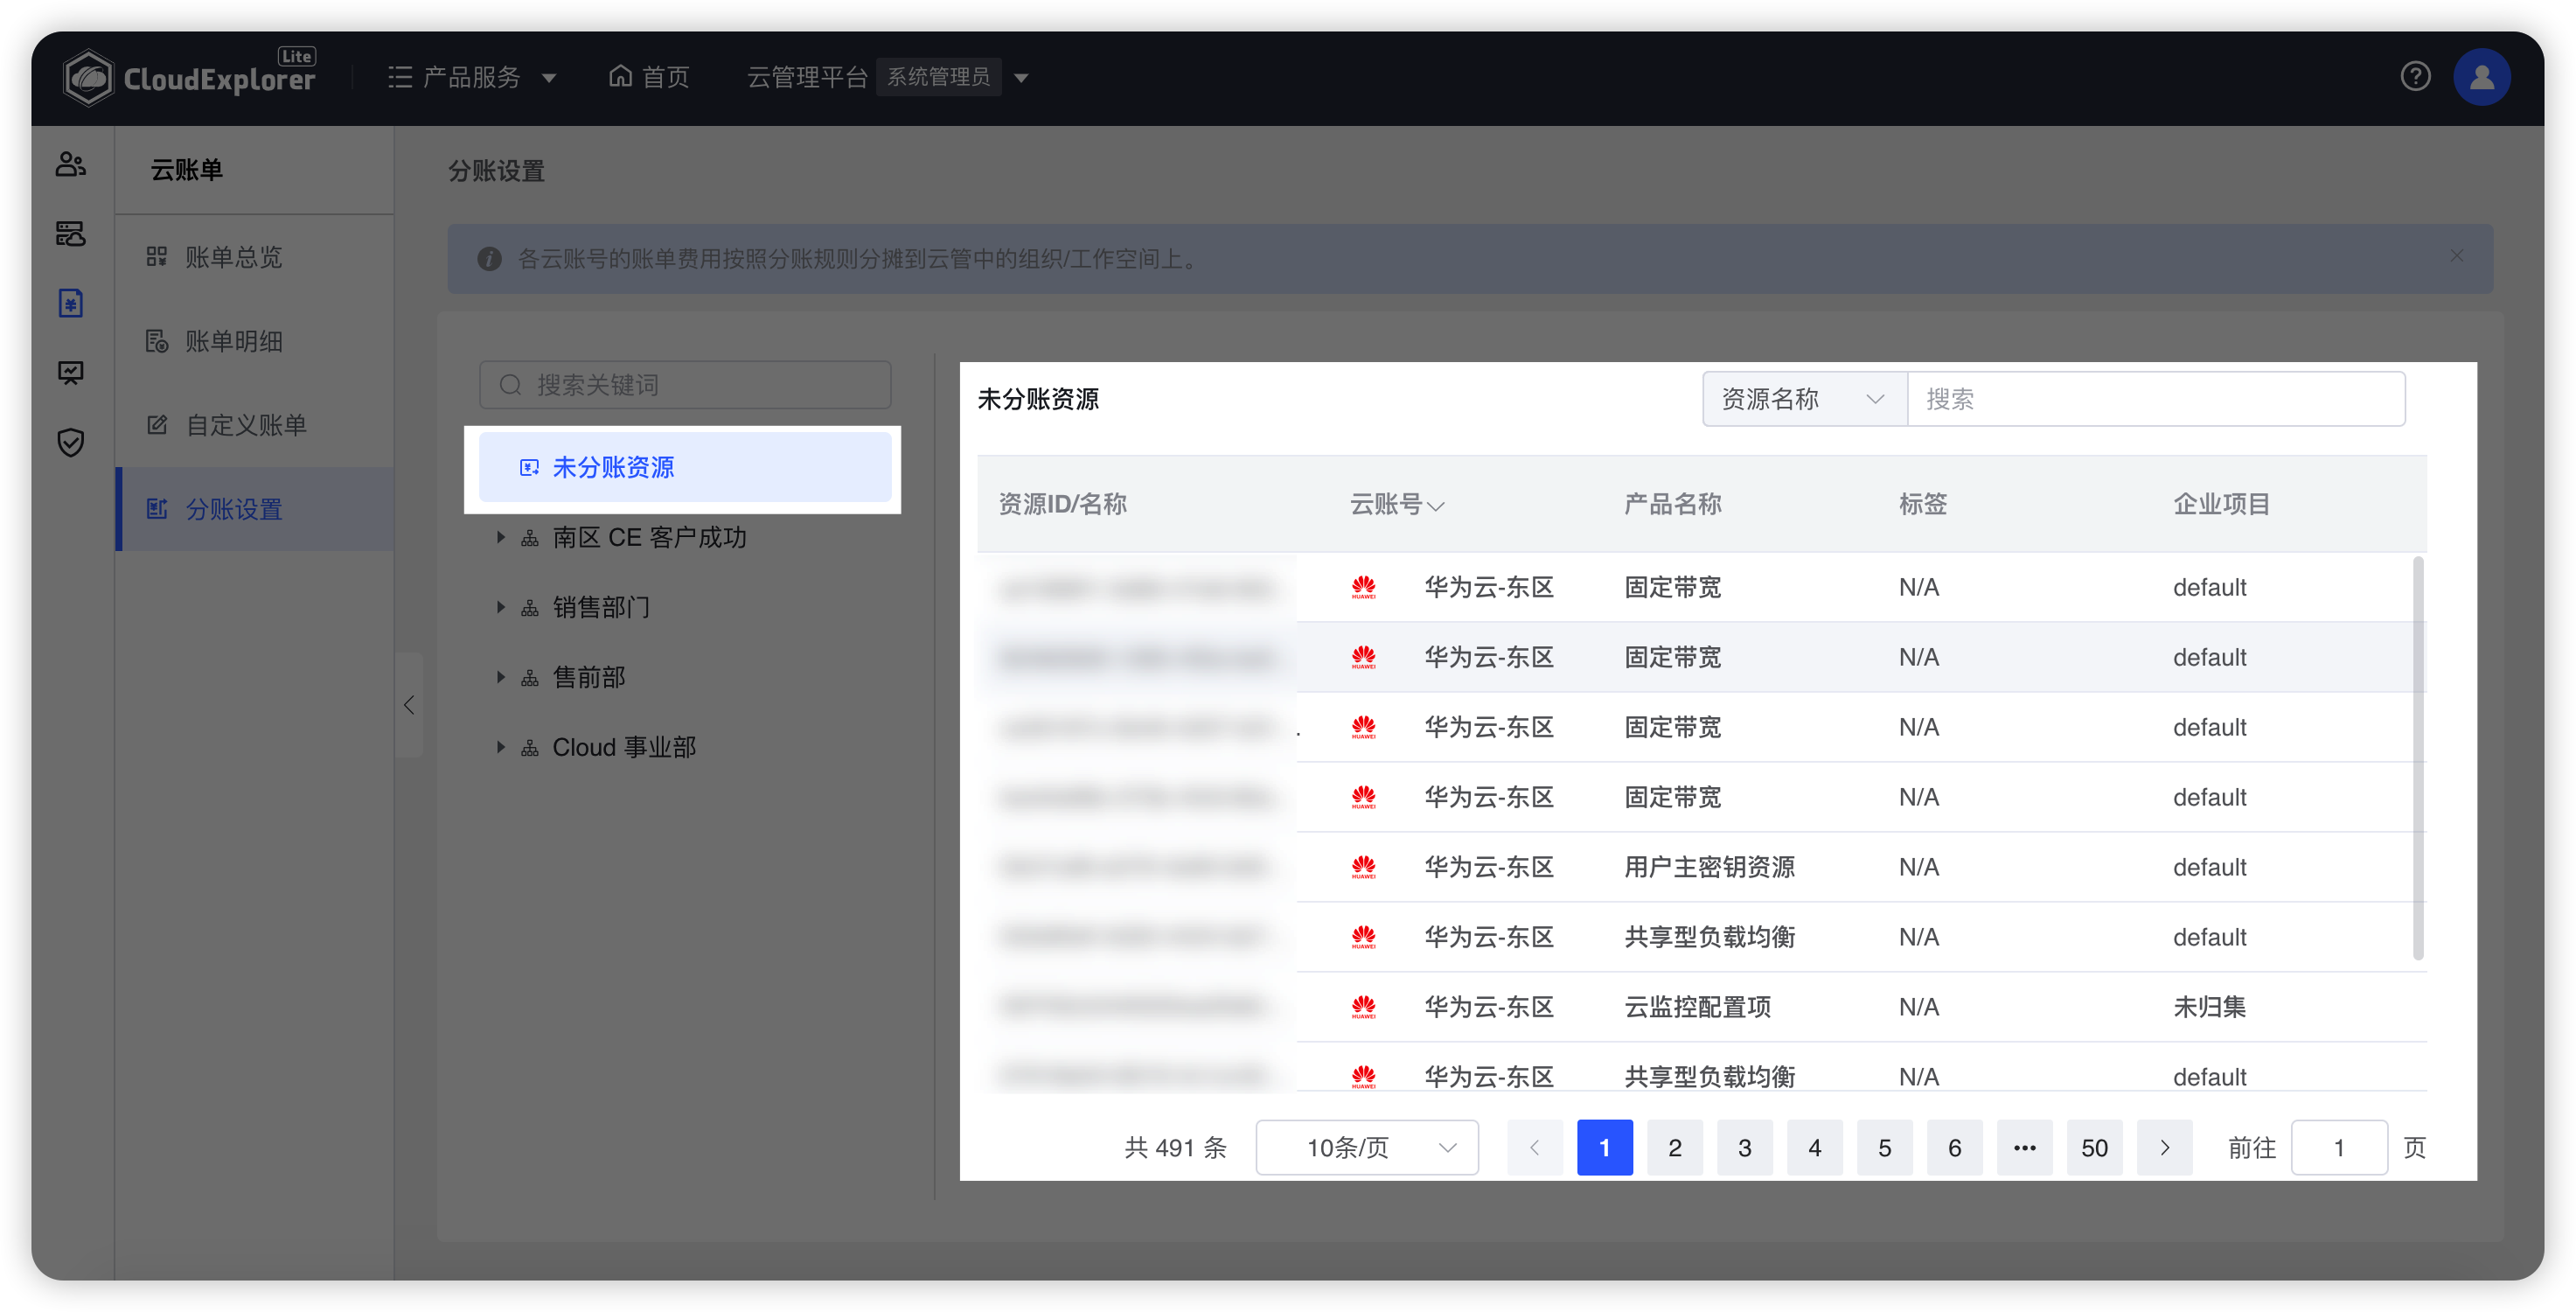 CloudExplorer Lite
产品服务
首页
云管理平台 系统管理员
云账单
账单总览
账单明细
自定义账单
分账设置
分账设置
各云账号的账单费用按照分账规则分摊到云管中的组织/工作空间上。
搜索关键词
未分账资源
南区 CE 客户成功
销售部门
售前部
Cloud 事业部
未分账资源
资源名称 搜索
资源ID/名称 云账号 产品名称 标签 企业项目
HUAWEI 华为云-东区 固定带宽 N/A default
HUAWEI 华为云-东区 固定带宽 N/A default
HUAWEI 华为云-东区 固定带宽 N/A default
HUAWEI 华为云-东区 固定带宽 N/A default
HUAWEI 华为云-东区 用户主密钥资源 N/A default
HUAWEI 华为云-东区 共享型负载均衡 N/A default
HUAWEI 华为云-东区 云监控配置项 N/A 未归集
HUAWEI 华为云-东区 共享型负载均衡 N/A default
共 491 条 10条/页 1 2 3 4 5 6 ••• 50 前往 1 页